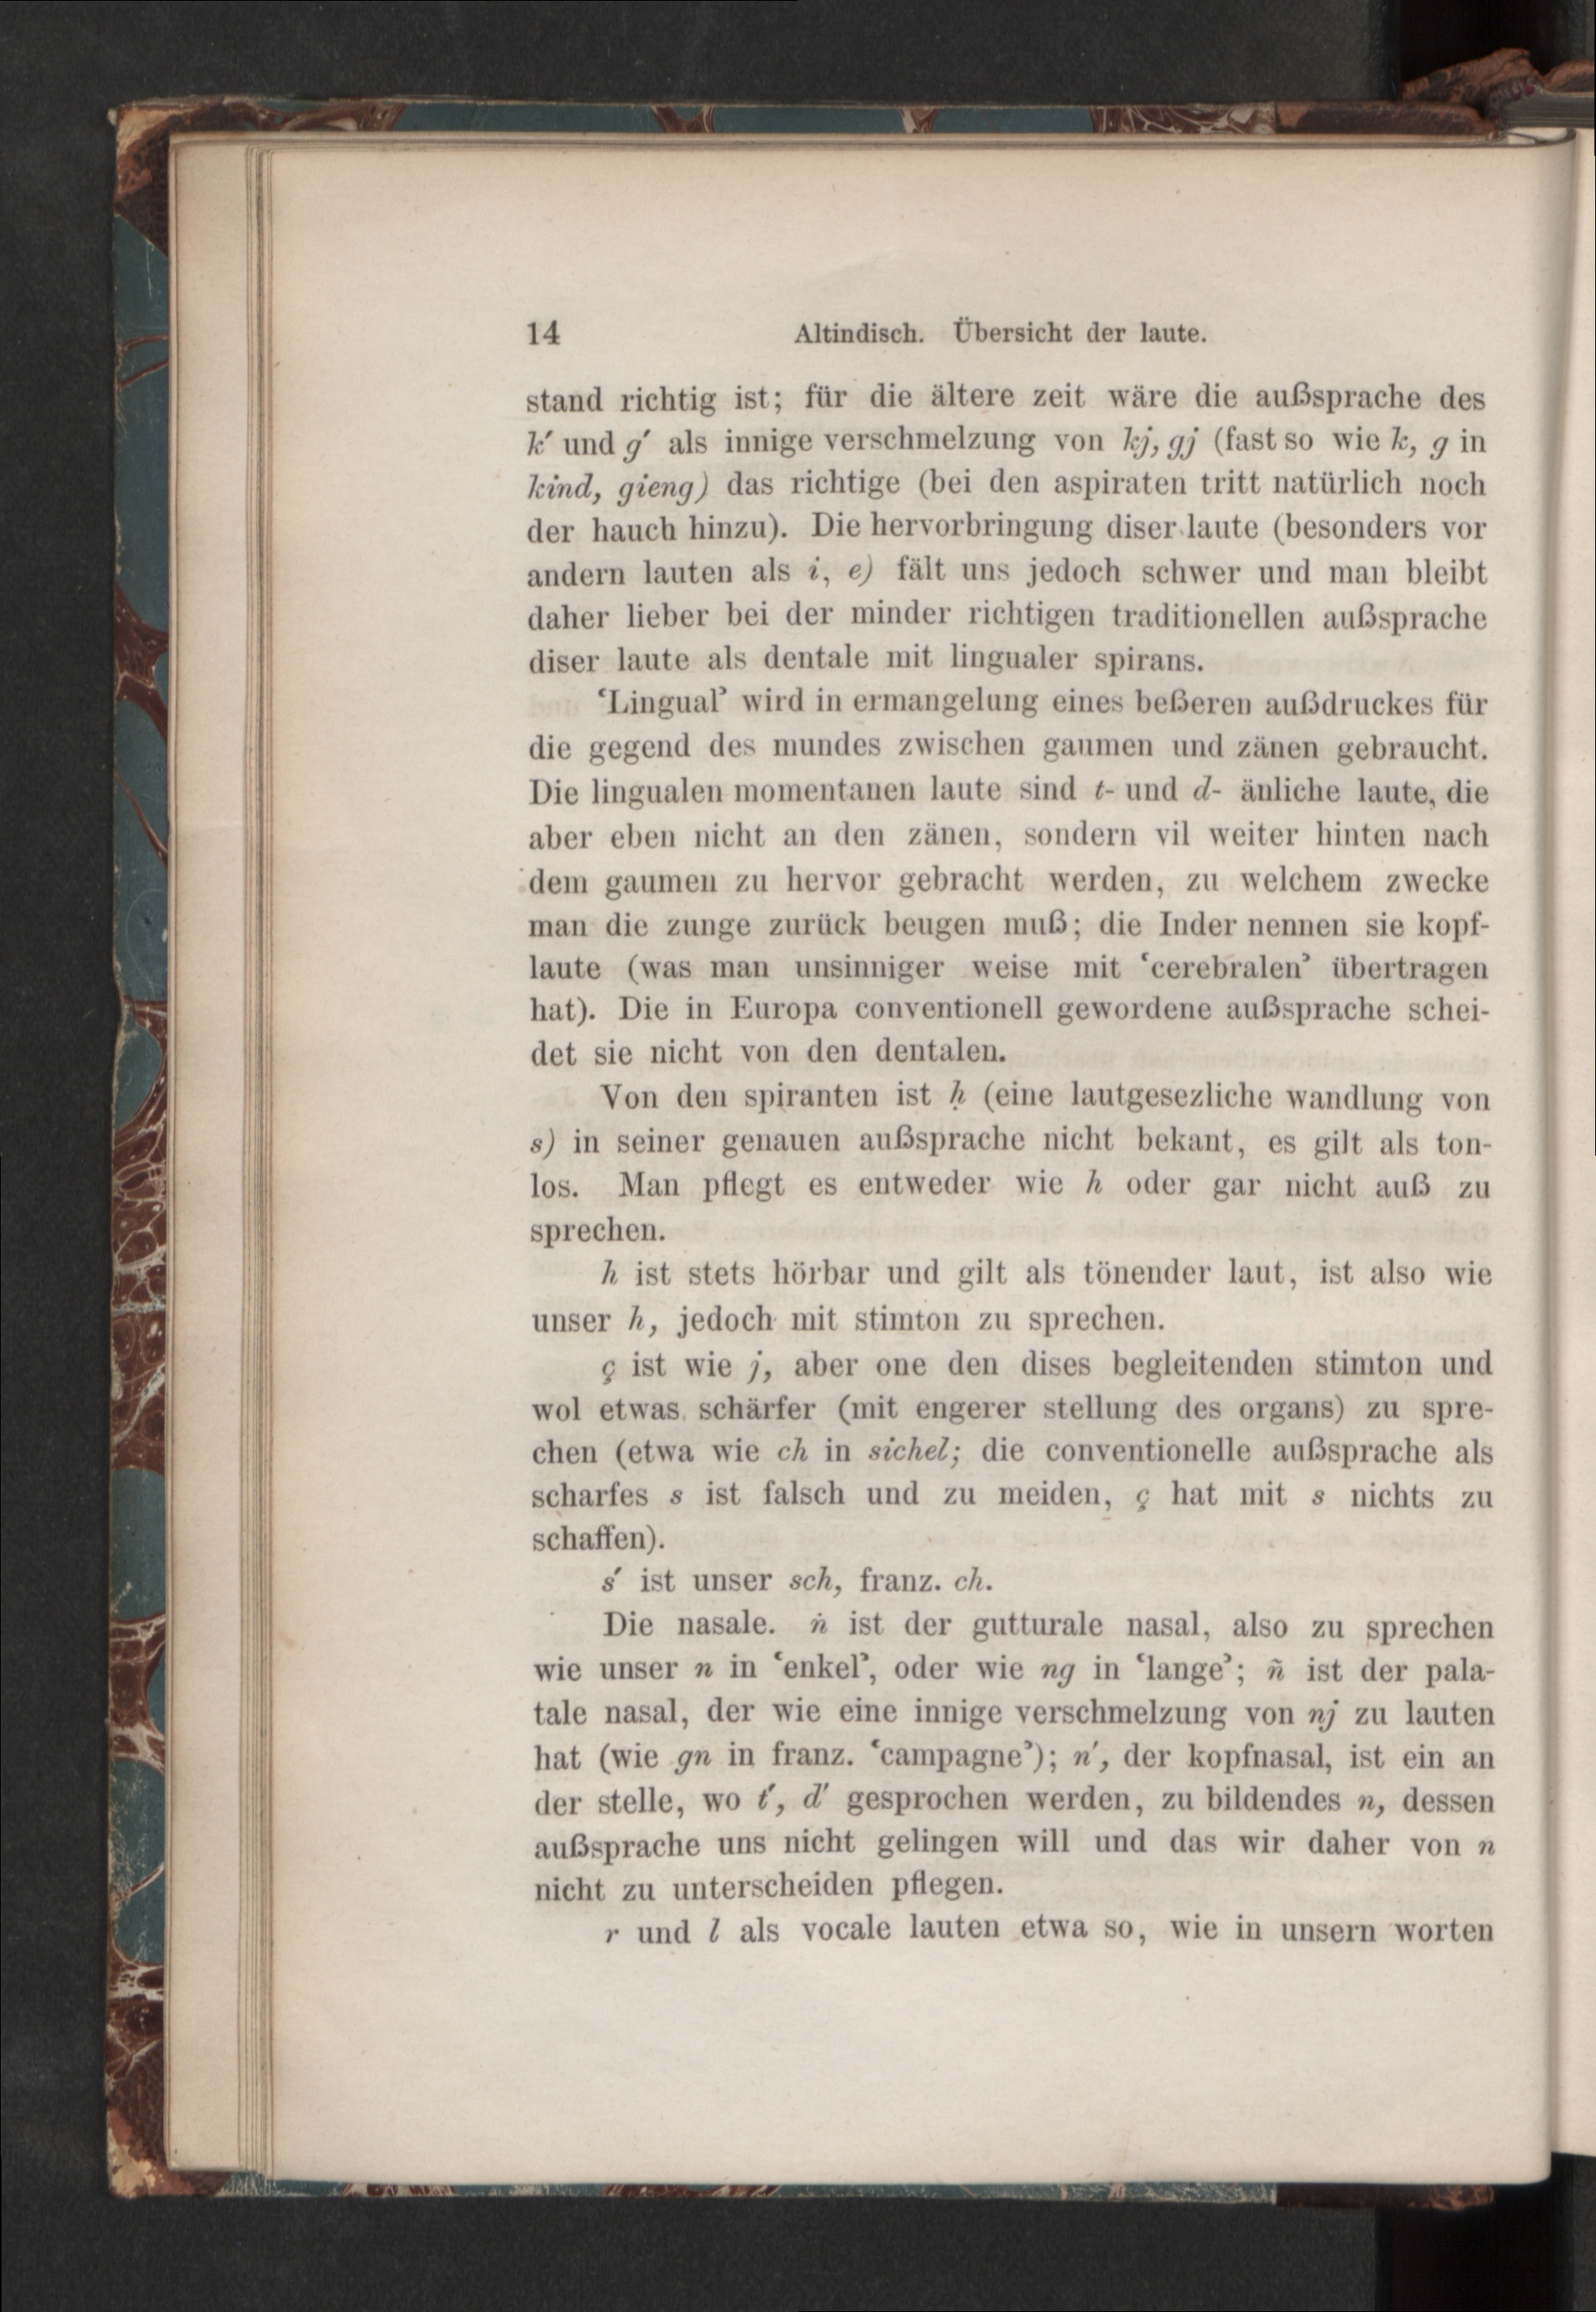 14 Altindisch. Übersicht der laute.
stand richtig ist; für die ältere zeit wäre die außsprache des
k′ und g′ als innige verschmelzung von kj, gj (fast so wie k, g in
kind, gieng) das richtige (bei den aspiraten tritt natürlich noch
der hauch hinzu). Die hervorbringung diser laute (besonders vor
andern lauten als i, e) fält uns jedoch schwer und man bleibt
daher lieber bei der minder richtigen traditionellen außsprache
diser laute als dentale mit lingualer spirans.
‘Lingual’ wird in ermangelung eines beßeren außdruckes für
die gegend des mundes zwischen gaumen und zänen gebraucht.
Die lingualen momentanen laute sind t- und d- änliche laute, die
aber eben nicht an den zänen, sondern vil weiter hinten nach
dem gaumen zu hervor gebracht werden, zu welchem zwecke
man die zunge zurück beugen muß; die Inder nennen sie kopf-
laute (was man unsinniger weise mit ‘cerebralen’ übertragen
hat). Die in Europa conventionell gewordene außsprache schei-
det sie nicht von den dentalen.
Von den spiranten ist ḥ (eine lautgesezliche wandlung von
s) in seiner genauen außsprache nicht bekant, es gilt als ton-
los. Man pflegt es entweder wie h oder gar nicht auß zu
sprechen.
h ist stets hörbar und gilt als tönender laut, ist also wie
unser h, jedoch mit stimton zu sprechen.
ç ist wie j, aber one den dises begleitenden stimton und
wol etwas schärfer (mit engerer stellung des organs) zu spre-
chen (etwa wie ch in sichel; die conventionelle außsprache als
scharfes s ist falsch und zu meiden, ç hat mit s nichts zu
schaffen).
s′ ist unser sch, franz. ch.
Die nasale. ṅ ist der gutturale nasal, also zu sprechen
wie unser n in ‘enkel’, oder wie ng in ‘lange’; ñ ist der pala-
tale nasal, der wie eine innige verschmelzung von nj zu lauten
hat (wie gn in franz. ‘campagne’); n′, der kopfnasal, ist ein an
der stelle, wo t′, d′ gesprochen werden, zu bildendes n, dessen
außsprache uns nicht gelingen will und das wir daher von n
nicht zu unterscheiden pflegen.
r und l als vocale lauten etwa so, wie in unsern worten